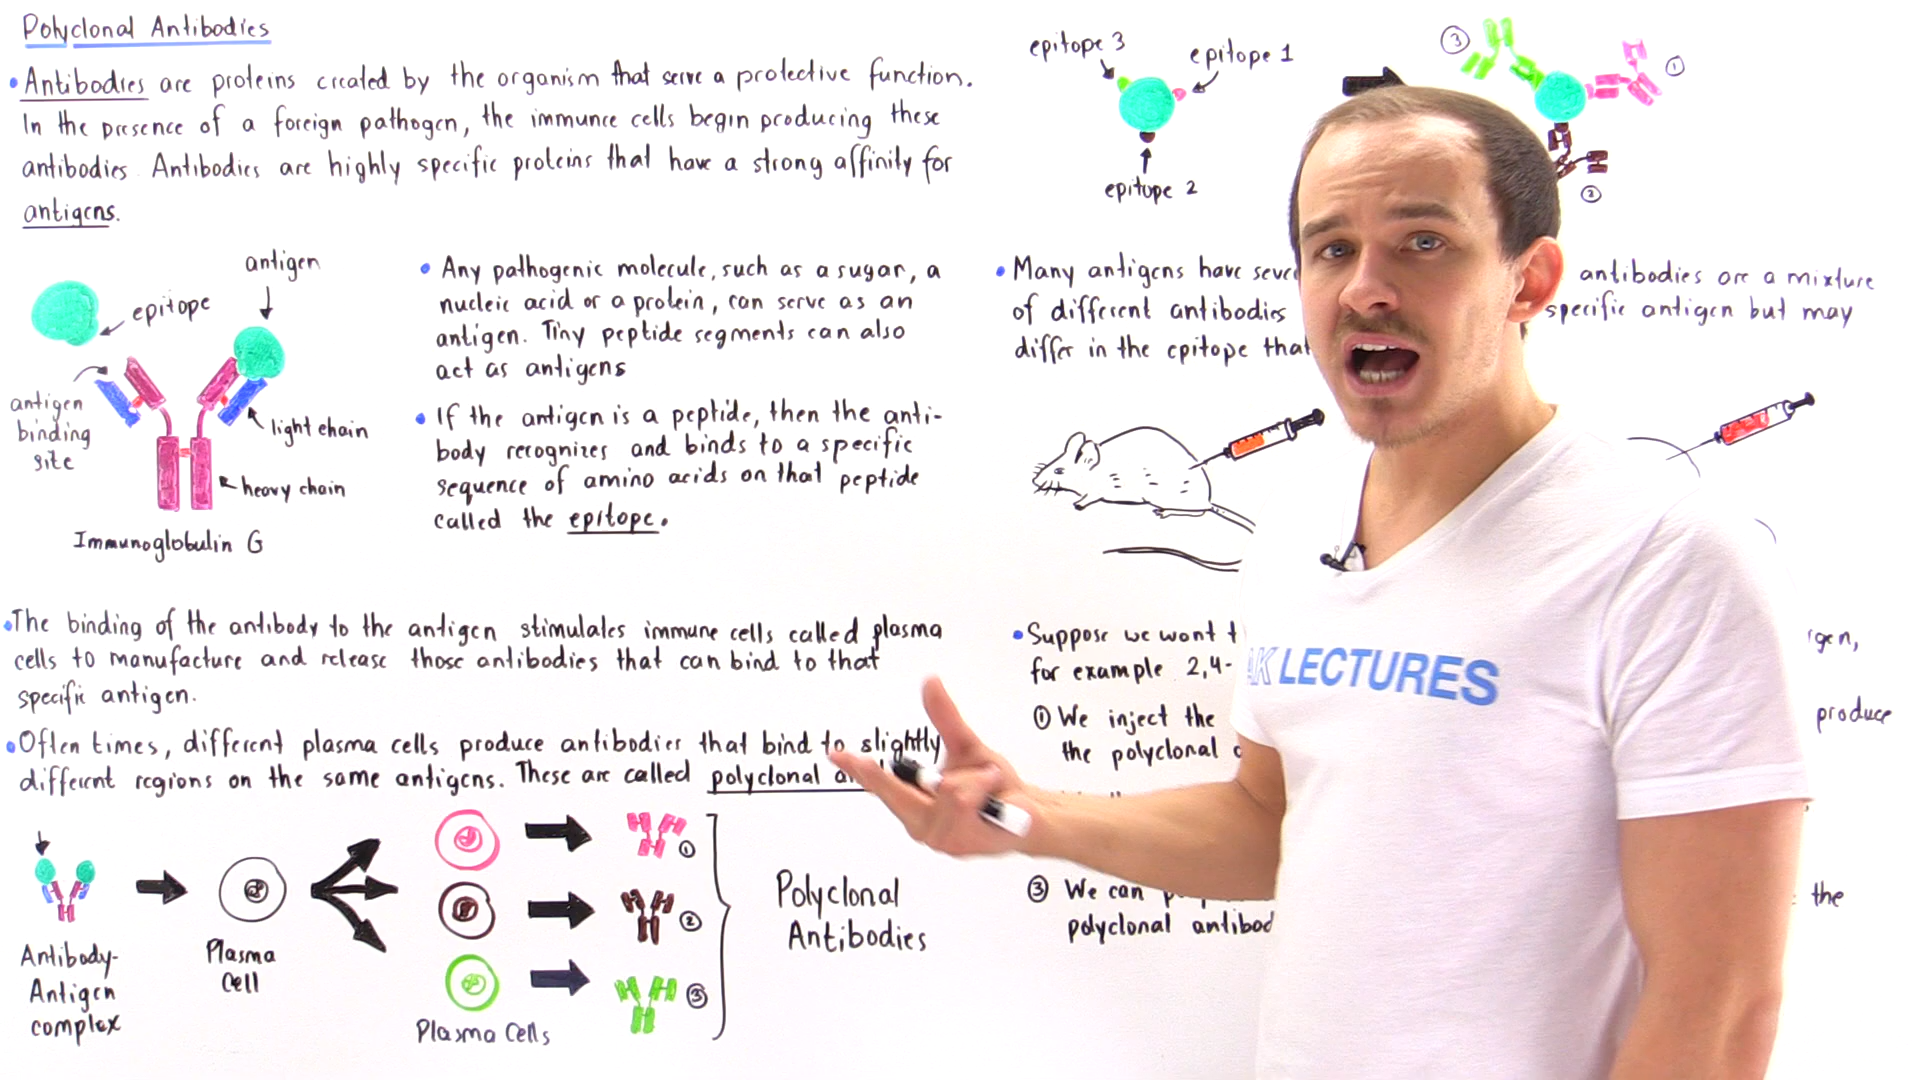 Polyclonal Antibodies
• Antibodies are proteins created by the organism that serve a protective function.
In the presence of a foreign pathogen, the immune cells begin producing these
antibodies. Antibodies are highly specific proteins that have a strong affinity for
antigens.
epitope 3
epitope 1
epitope 2
③
①
②
antigen
epitope
antigen
binding
site
light chain
heavy chain
Immunoglobulin G
• Any pathogenic molecule, such as a sugar, a
nucleic acid or a protein, can serve as an
antigen. Tiny peptide segments can also
act as antigens
• If the antigen is a peptide, then the anti-
body recognizes and binds to a specific
sequence of amino acids on that peptide
called the epitope.
• Many antigens have antibodies are a mixture
of different antibodies specific antigen but may
differ in the epitope that
• The binding of the antibody to the antigen stimulates immune cells called plasma
cells to manufacture and release those antibodies that can bind to that
specific antigen.
• Often times, different plasma cells produce antibodies that bind to slightly
different regions on the same antigens. These are called polyclonal
①
②
③
Antibody-
Antigen
complex
Plasma
Cell
Plasma Cells
Polyclonal
Antibodies
• Suppose we want
for example 2,4-
① We inject the produce
the polyclonal
③ We can the
polyclonal
AK LECTURES